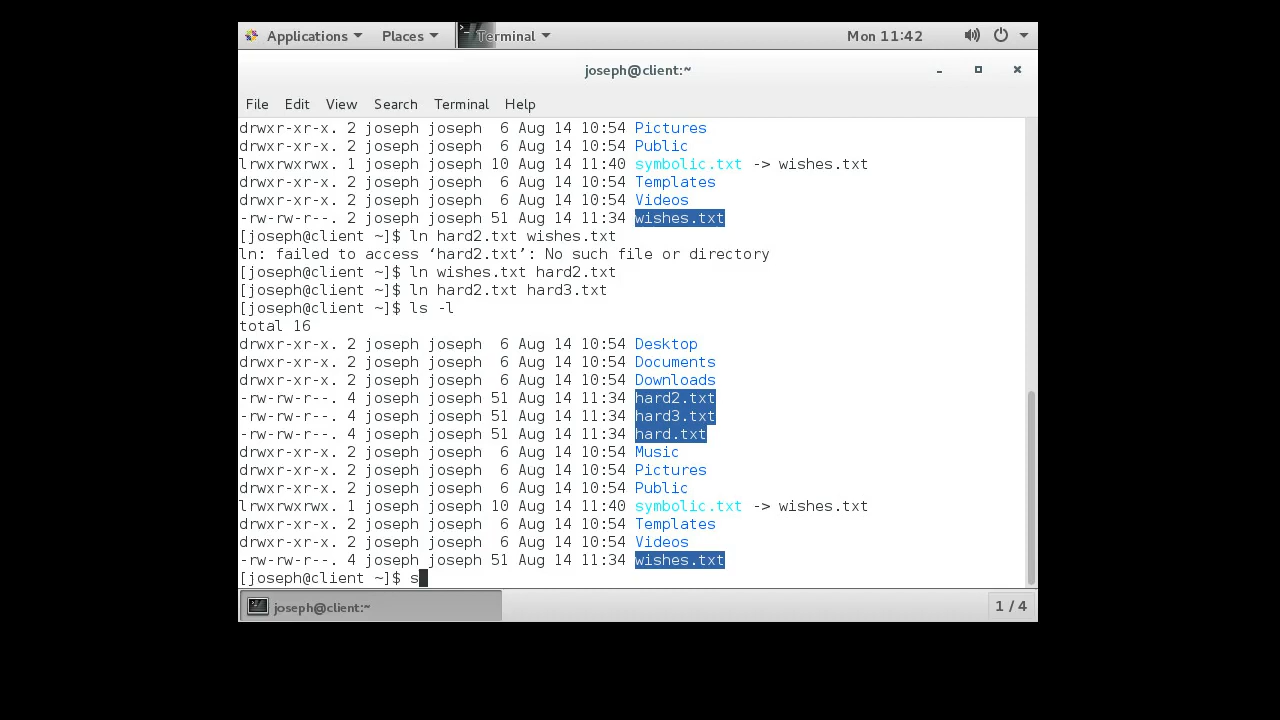 Applications Places Terminal Mon 11:42
joseph@client:~
File Edit View Search Terminal Help
drwxr-xr-x. 2 joseph joseph  6 Aug 14 10:54 Pictures
drwxr-xr-x. 2 joseph joseph  6 Aug 14 10:54 Public
lrwxrwxrwx. 1 joseph joseph 10 Aug 14 11:40 symbolic.txt -> wishes.txt
drwxr-xr-x. 2 joseph joseph  6 Aug 14 10:54 Templates
drwxr-xr-x. 2 joseph joseph  6 Aug 14 10:54 Videos
-rw-rw-r--. 2 joseph joseph 51 Aug 14 11:34 wishes.txt
[joseph@client ~]$ ln hard2.txt wishes.txt
ln: failed to access ‘hard2.txt’: No such file or directory
[joseph@client ~]$ ln wishes.txt hard2.txt
[joseph@client ~]$ ln hard2.txt hard3.txt
[joseph@client ~]$ ls -l
total 16
drwxr-xr-x. 2 joseph joseph  6 Aug 14 10:54 Desktop
drwxr-xr-x. 2 joseph joseph  6 Aug 14 10:54 Documents
drwxr-xr-x. 2 joseph joseph  6 Aug 14 10:54 Downloads
-rw-rw-r--. 4 joseph joseph 51 Aug 14 11:34 hard2.txt
-rw-rw-r--. 4 joseph joseph 51 Aug 14 11:34 hard3.txt
-rw-rw-r--. 4 joseph joseph 51 Aug 14 11:34 hard.txt
drwxr-xr-x. 2 joseph joseph  6 Aug 14 10:54 Music
drwxr-xr-x. 2 joseph joseph  6 Aug 14 10:54 Pictures
drwxr-xr-x. 2 joseph joseph  6 Aug 14 10:54 Public
lrwxrwxrwx. 1 joseph joseph 10 Aug 14 11:40 symbolic.txt -> wishes.txt
drwxr-xr-x. 2 joseph joseph  6 Aug 14 10:54 Templates
drwxr-xr-x. 2 joseph joseph  6 Aug 14 10:54 Videos
-rw-rw-r--. 4 joseph joseph 51 Aug 14 11:34 wishes.txt
[joseph@client ~]$ s
joseph@client:~ 1 / 4